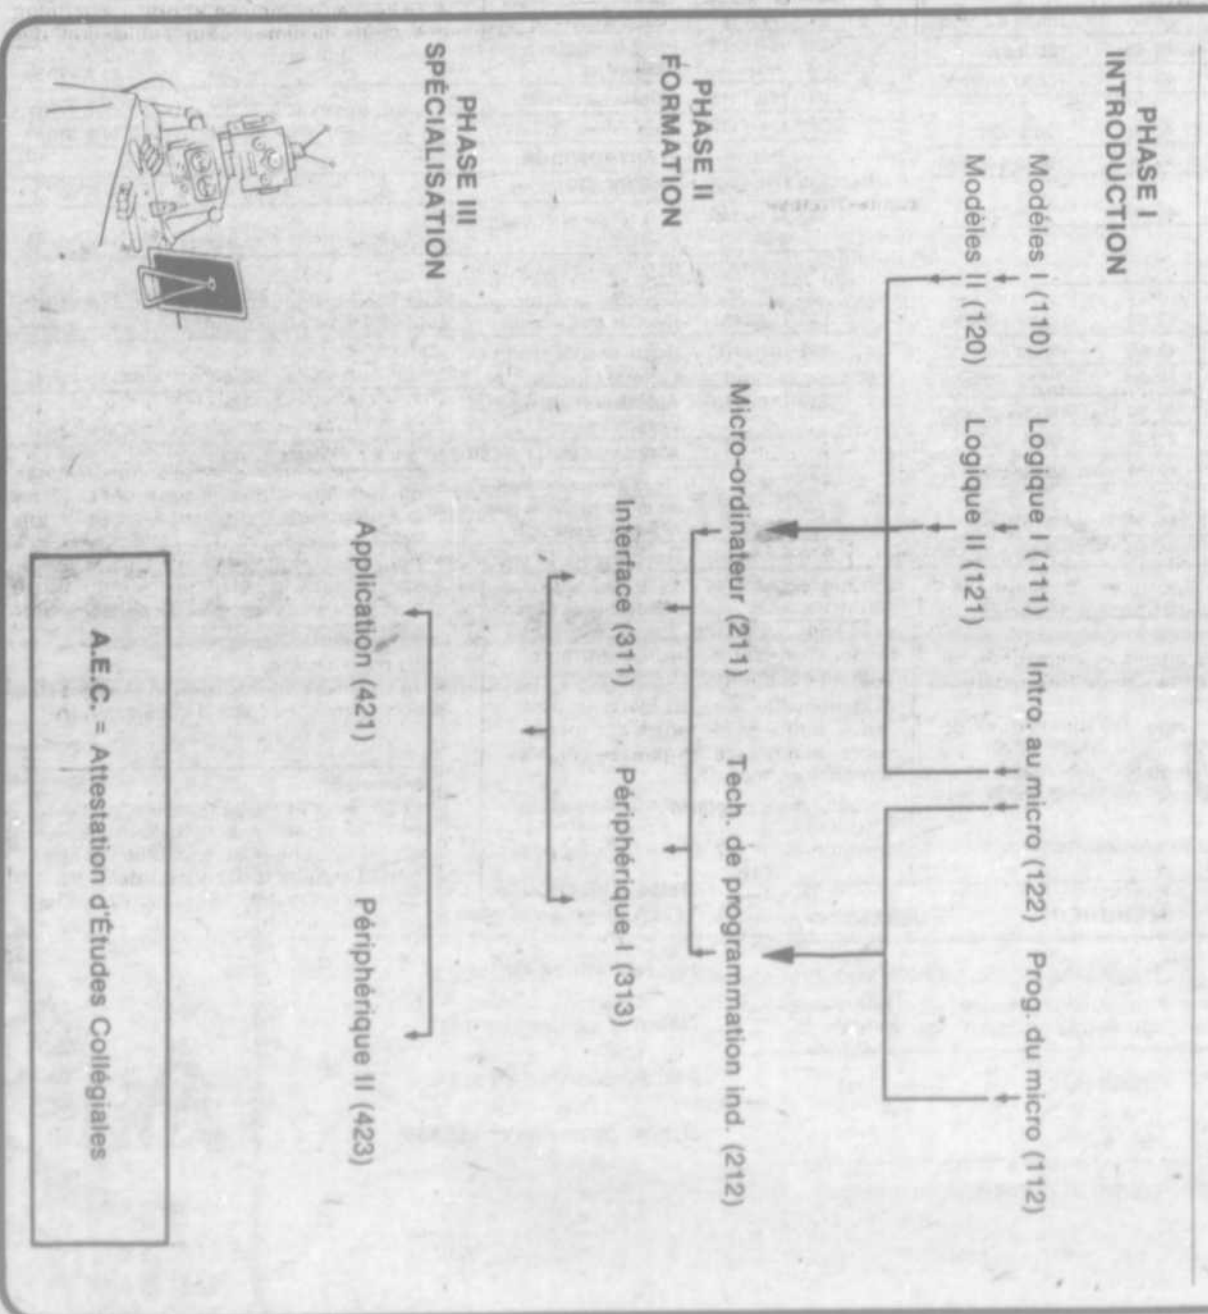 PHASE I
INTRODUCTION
Modèles I (110) Logique I (111) Intro. au micro (122) Prog. du micro (112)
Modèles II (120) Logique II (121)
PHASE II
FORMATION
Micro-ordinateur (211) Tech. de programmation ind. (212)
Interface (311) Périphérique I (313)
PHASE III
SPÉCIALISATION
Application (421) Périphérique II (423)
A.E.C. = Attestation d'Études Collégiales